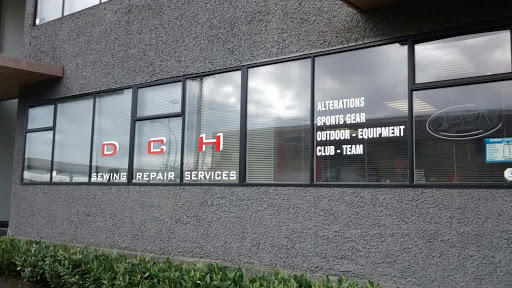 D C H
SEWING REPAIR SERVICES
ALTERATIONS
SPORTS GEAR
OUTDOOR - EQUIPMENT
CLUB - TEAM
OPEN